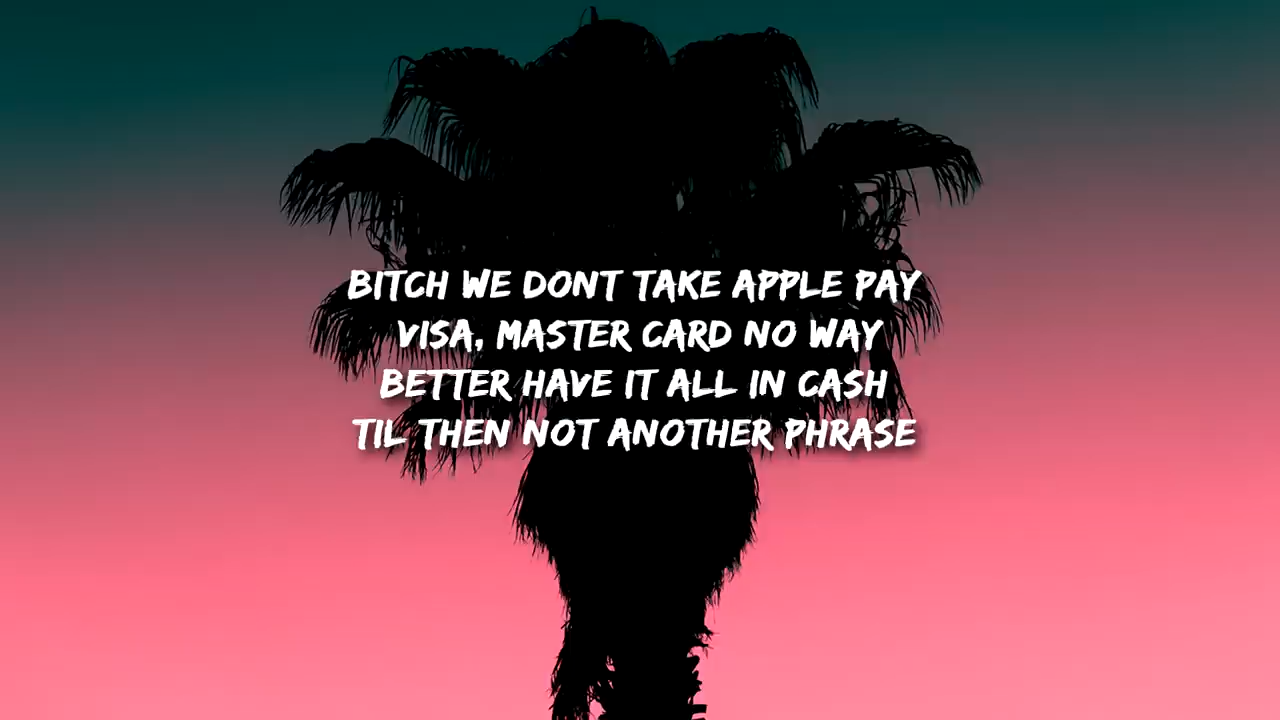 BITCH WE DONT TAKE APPLE PAY
VISA, MASTER CARD NO WAY
BETTER HAVE IT ALL IN CASH
TIL THEN NOT ANOTHER PHRASE